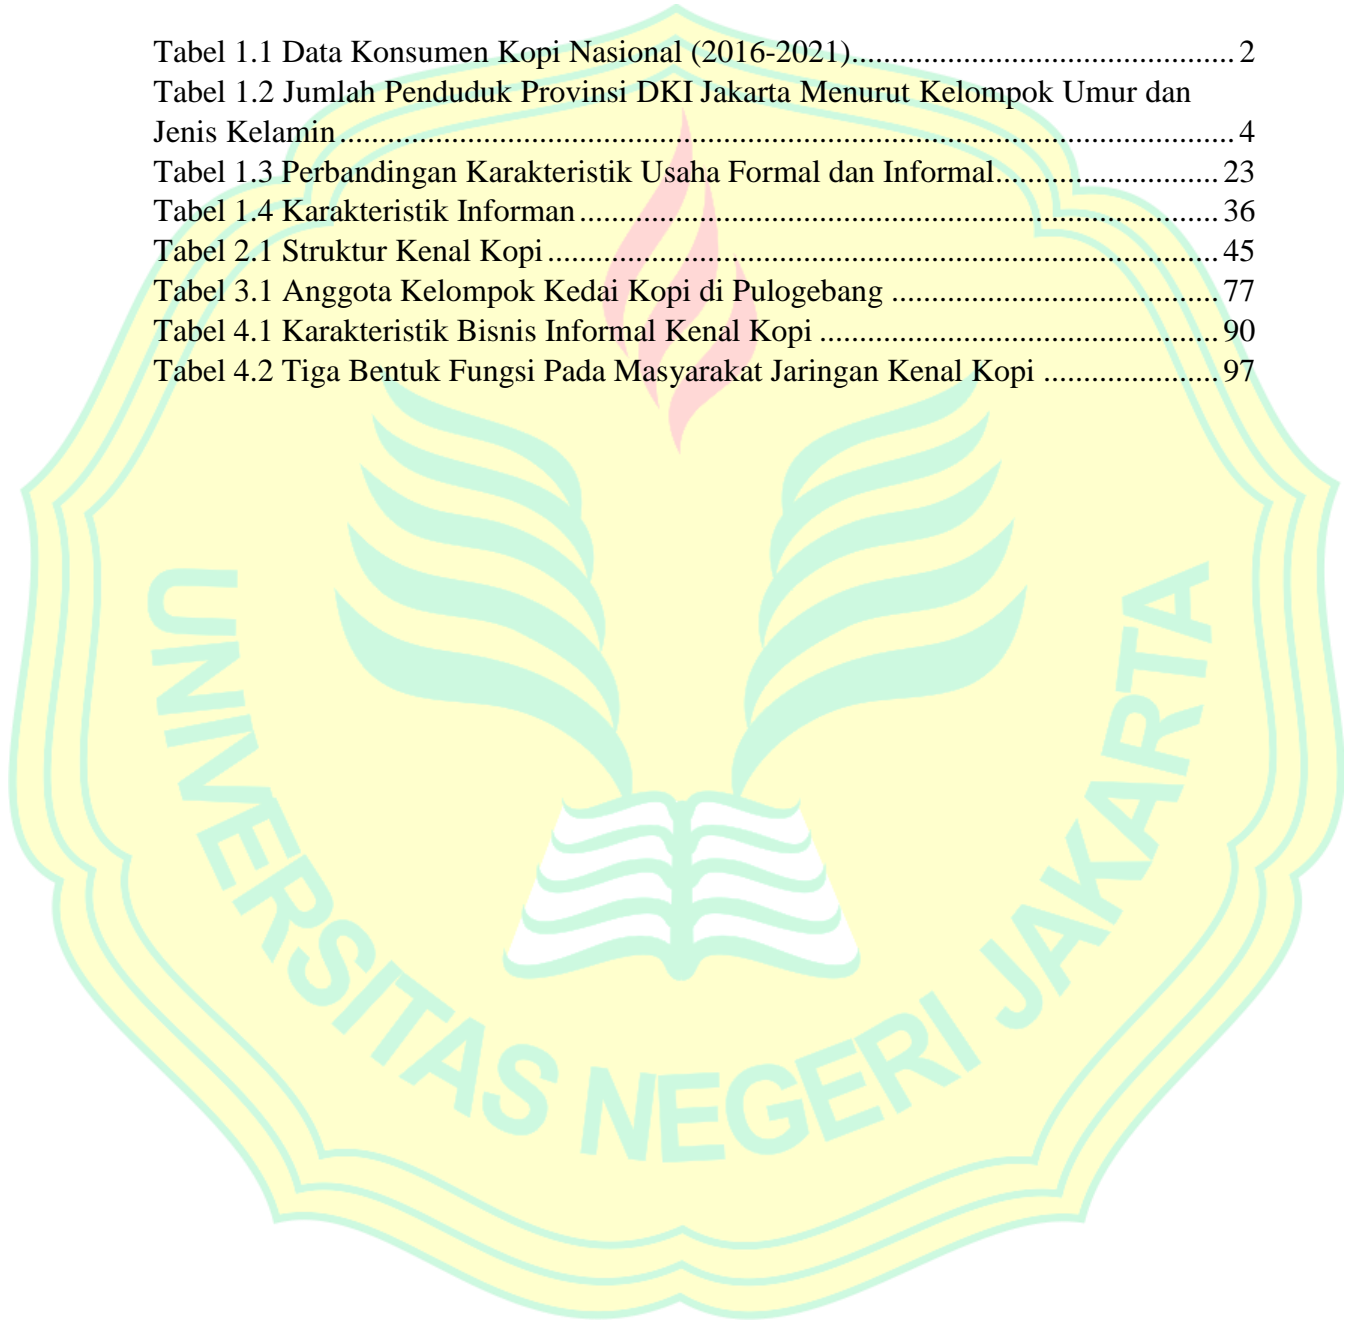 Tabel 1.1 Data Konsumen Kopi Nasional (2016-2021)................................................ 2
Tabel 1.2 Jumlah Penduduk Provinsi DKI Jakarta Menurut Kelompok Umur dan
Jenis Kelamin................................................................................................................. 4
Tabel 1.3 Perbandingan Karakteristik Usaha Formal dan Informal............................ 23
Tabel 1.4 Karakteristik Informan ................................................................................. 36
Tabel 2.1 Struktur Kenal Kopi ..................................................................................... 45
Tabel 3.1 Anggota Kelompok Kedai Kopi di Pulogebang ......................................... 77
Tabel 4.1 Karakteristik Bisnis Informal Kenal Kopi .................................................. 90
Tabel 4.2 Tiga Bentuk Fungsi Pada Masyarakat Jaringan Kenal Kopi ...................... 97
UNIVERSITAS NEGERI JAKARTA